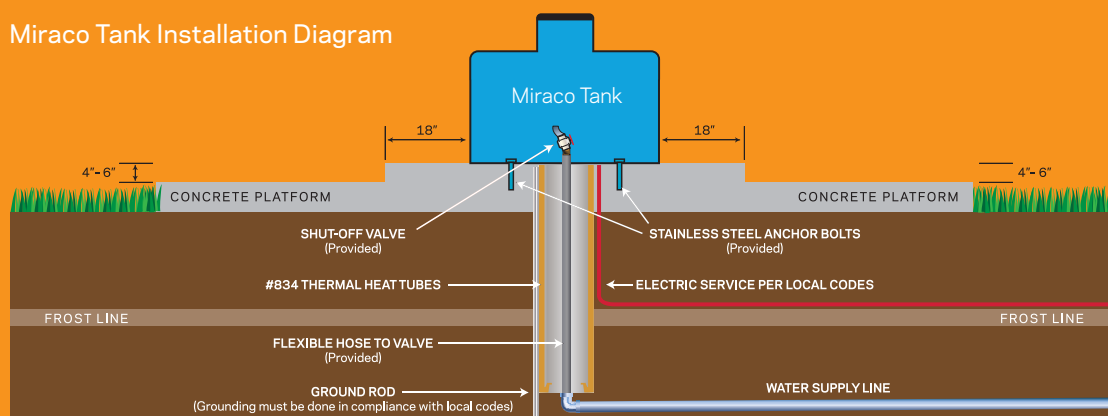 Miraco Tank Installation Diagram
Miraco Tank
18"
18"
4"- 6"
4"- 6"
CONCRETE PLATFORM
CONCRETE PLATFORM
SHUT-OFF VALVE
(Provided)
STAINLESS STEEL ANCHOR BOLTS
(Provided)
#834 THERMAL HEAT TUBES
ELECTRIC SERVICE PER LOCAL CODES
FROST LINE
FROST LINE
FLEXIBLE HOSE TO VALVE
(Provided)
GROUND ROD
(Grounding must be done in compliance with local codes)
WATER SUPPLY LINE